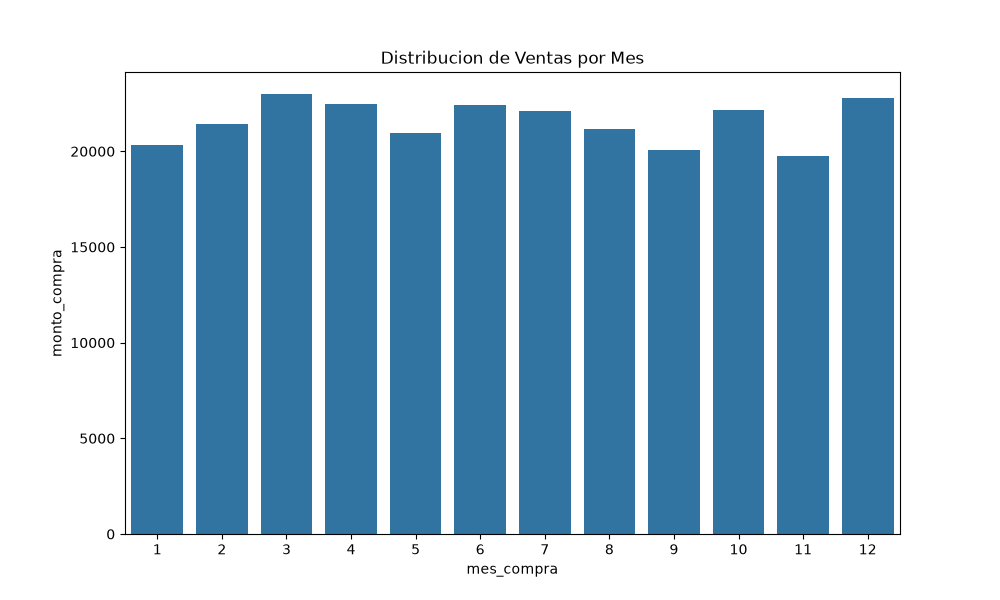 Distribucion de Ventas por Mes
20000
15000
10000
5000
0
monto_compra
1 2 3 4 5 6 7 8 9 10 11 12
mes_compra